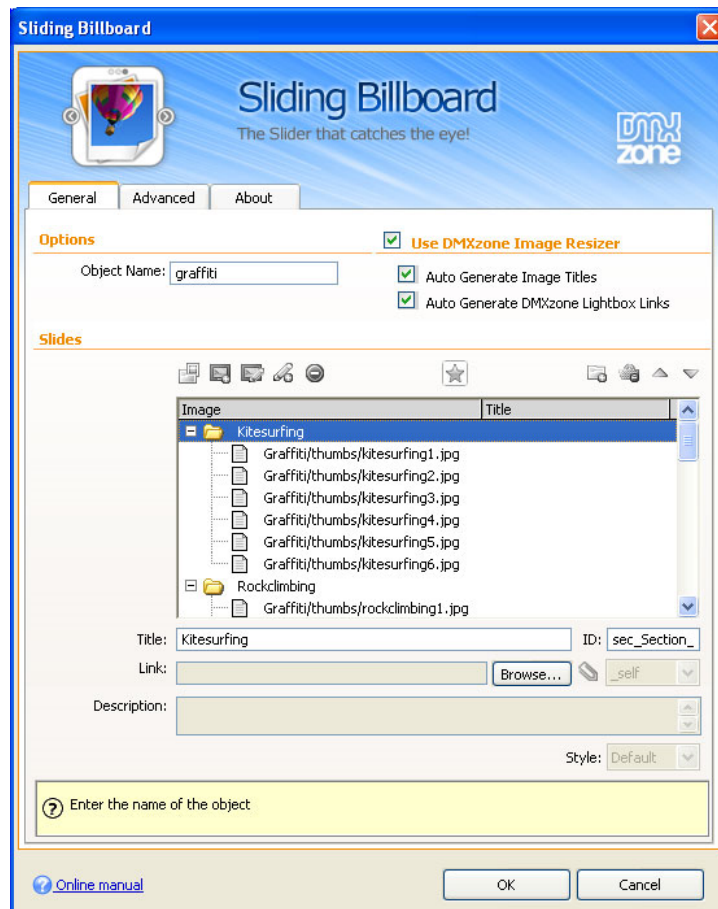 Sliding Billboard
Sliding Billboard
The Slider that catches the eye!
DMX
zone
General Advanced About
Options
Use DMXzone Image Resizer
Object Name: graffiti
Auto Generate Image Titles
Auto Generate DMXzone Lightbox Links
Slides
Image Title
Kitesurfing
Graffiti/thumbs/kitesurfing1.jpg
Graffiti/thumbs/kitesurfing2.jpg
Graffiti/thumbs/kitesurfing3.jpg
Graffiti/thumbs/kitesurfing4.jpg
Graffiti/thumbs/kitesurfing5.jpg
Graffiti/thumbs/kitesurfing6.jpg
Rockclimbing
Graffiti/thumbs/rockclimbing1.jpg
Title: Kitesurfing ID: sec_Section_
Link: Browse... _self
Description:
Style: Default
? Enter the name of the object
? Online manual OK Cancel